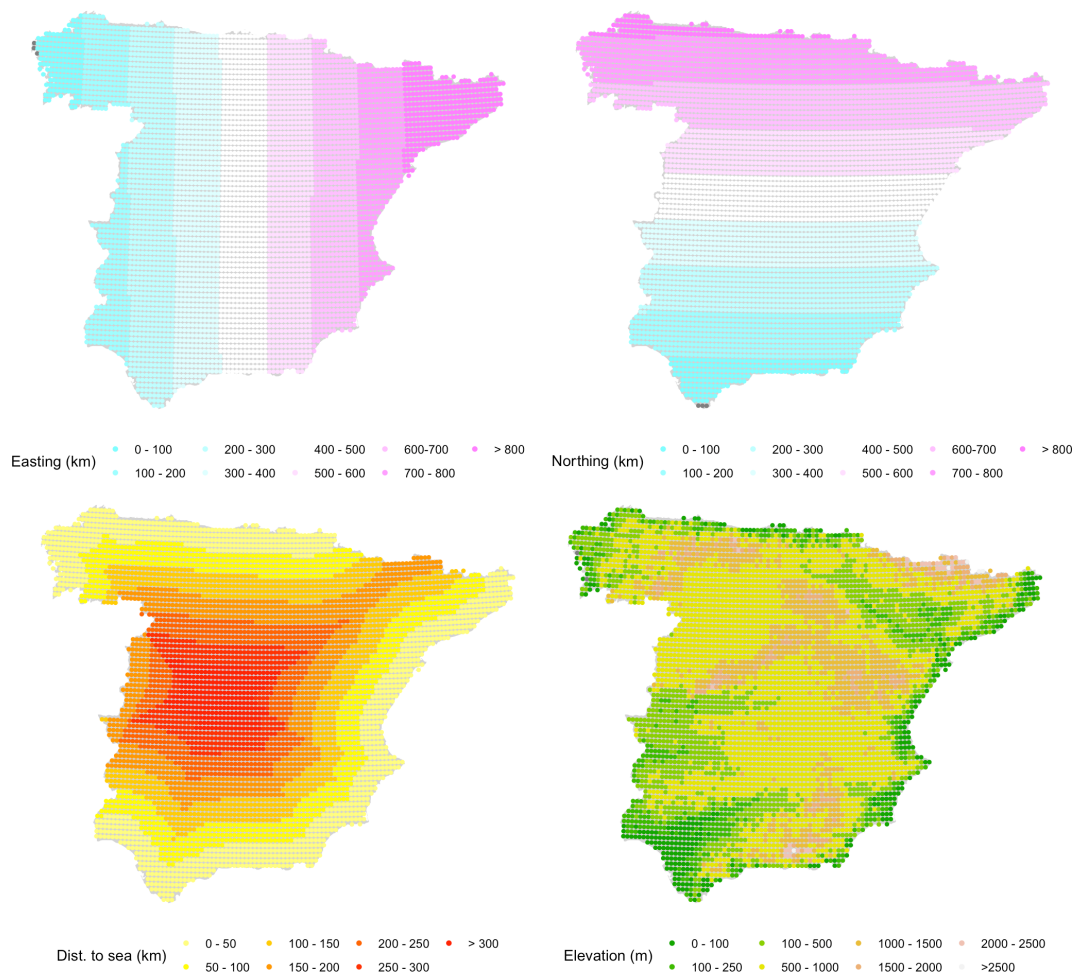 0 - 100 200 - 300 400 - 500 600-700 > 800
Easting (km)
100 - 200 300 - 400 500 - 600 700 - 800
0 - 100 200 - 300 400 - 500 600-700 > 800
Northing (km)
100 - 200 300 - 400 500 - 600 700 - 800
0 - 50 100 - 150 200 - 250 > 300
Dist. to sea (km)
50 - 100 150 - 200 250 - 300
0 - 100 100 - 500 1000 - 1500 2000 - 2500
Elevation (m)
100 - 250 500 - 1000 1500 - 2000 >2500